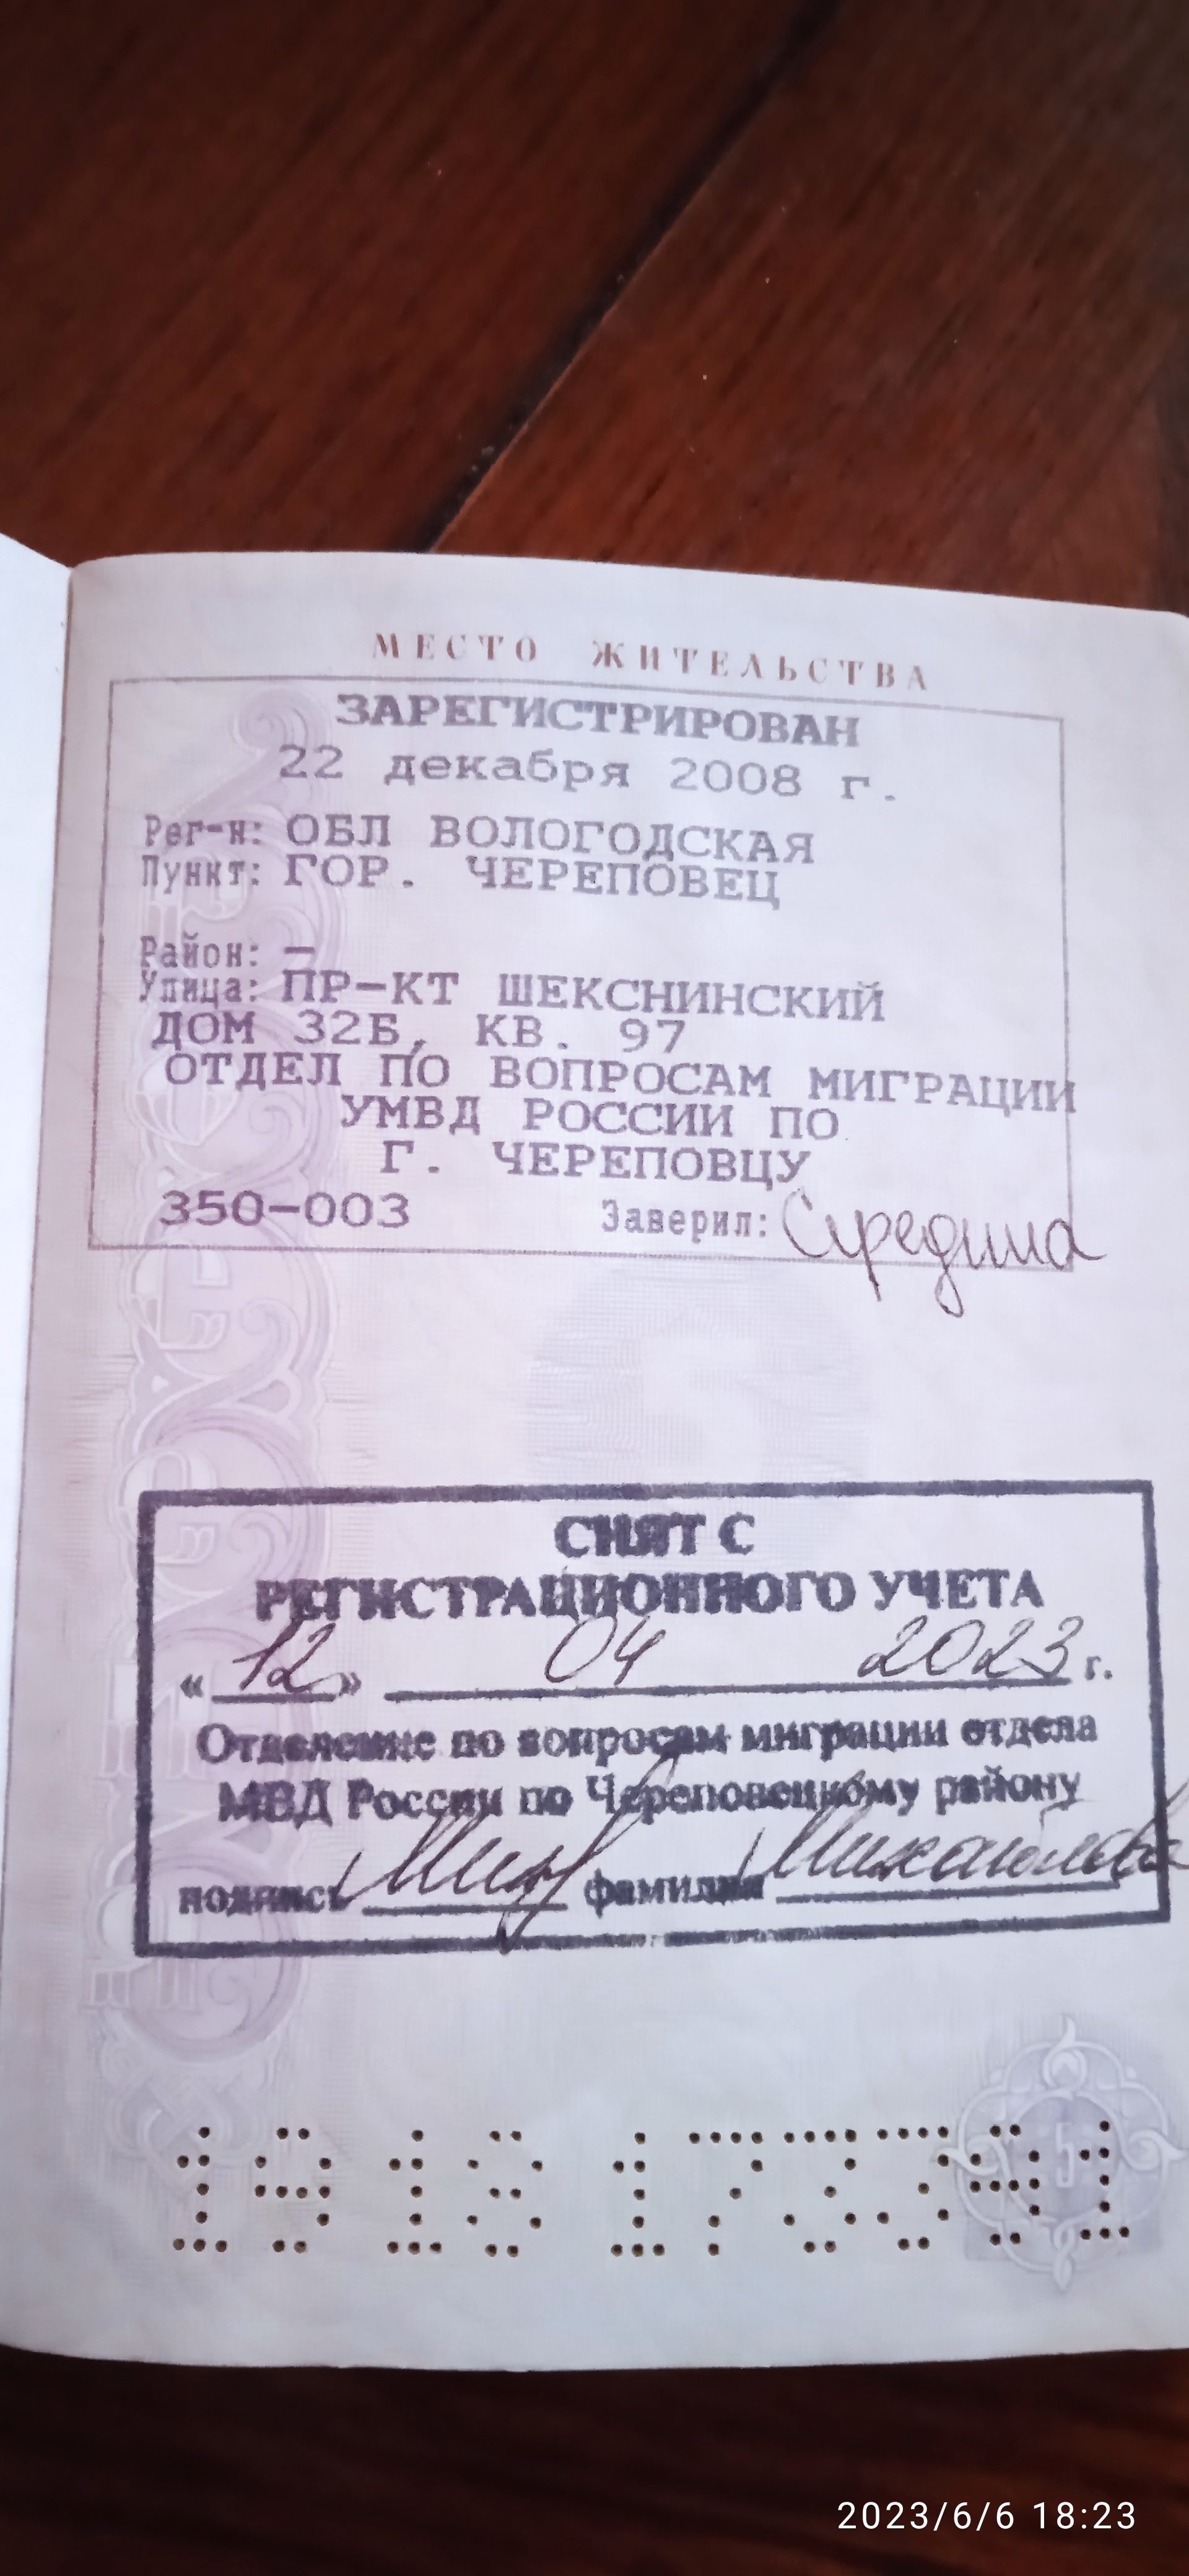 МЕСТО ЖИТЕЛЬСТВА
ЗАРЕГИСТРИРОВАН
22 декабря 2008 г.
Рег-н: ОБЛ ВОЛОГОДСКАЯ
Пункт: ГОР. ЧЕРЕПОВЕЦ
Район: —
Улица: ПР-КТ ШЕКСНИНСКИЙ
ДОМ 32Б, КВ. 97
ОТДЕЛ ПО ВОПРОСАМ МИГРАЦИИ
УМВД РОССИИ ПО
Г. ЧЕРЕПОВЦУ
350-003 Заверил:
СНЯТ С
РЕГИСТРАЦИОННОГО УЧЕТА
« 12 » 04 2023 г.
Отделение по вопросам миграции отдела
МВД России по Череповецкому району
подпись фамилия Михайлова
5
2023/6/6 18:23